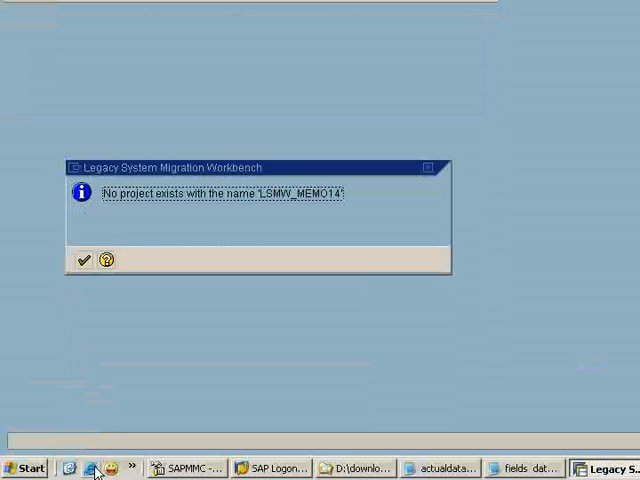 Legacy System Migration Workbench
No project exists with the name 'LSMW_MEMO14'
Start
SAPMMC -...
SAP Logon...
D:\downlo...
actualdata...
fields dat...
Legacy S...